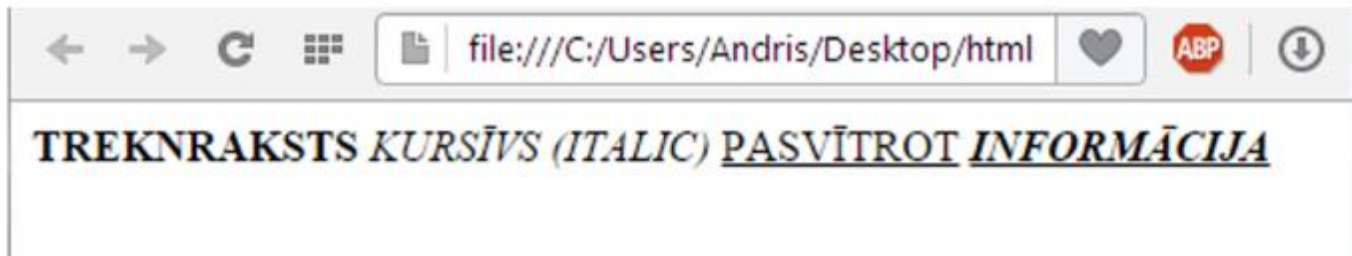 file:///C:/Users/Andris/Desktop/html
ABP
TREKNRAKSTS KURSĪVS (ITALIC) PASVĪTROT INFORMĀCIJA